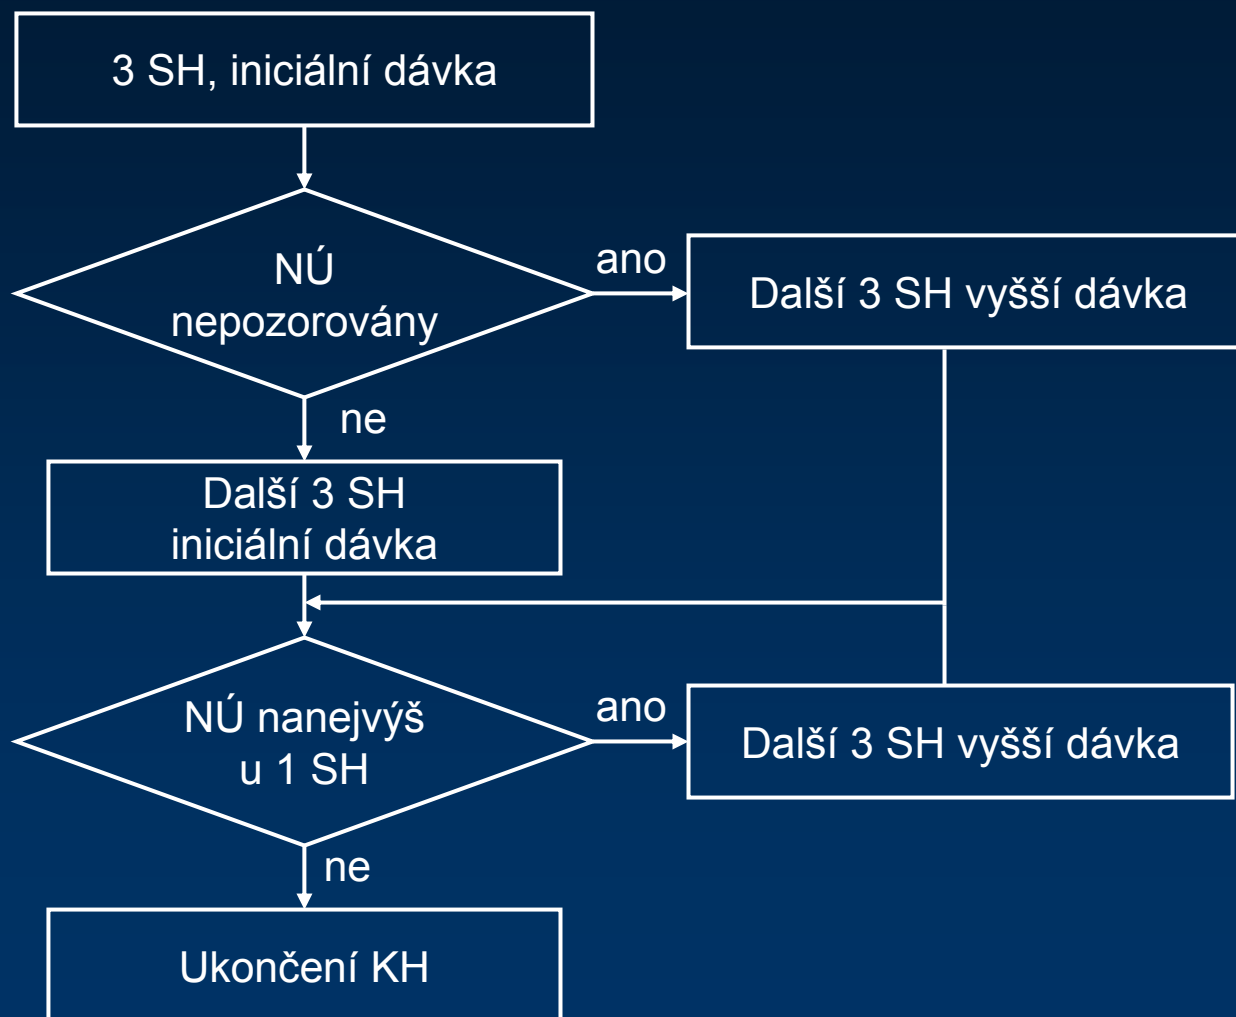 3 SH, iniciální dávka
NÚ
nepozorovány
ano
Další 3 SH vyšší dávka
ne
Další 3 SH
iniciální dávka
NÚ nanejvýš
u 1 SH
ano
Další 3 SH vyšší dávka
ne
Ukončení KH